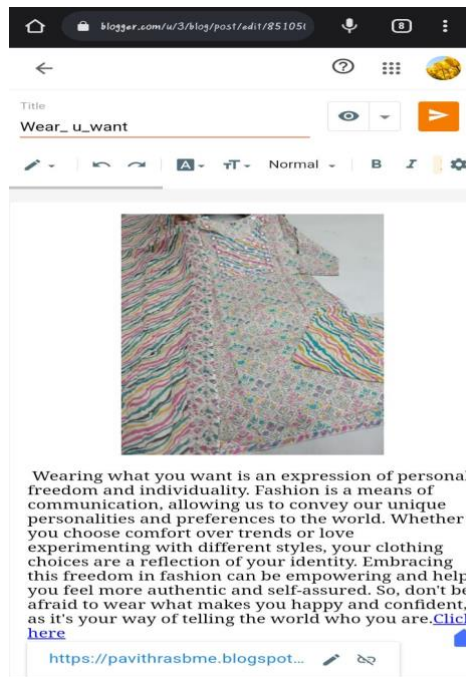 blogger.com/u/3/blog/post/edit/851050
8
Title
Wear_ u_want
A
TT
Normal
B
I
Wearing what you want is an expression of personal
freedom and individuality. Fashion is a means of
communication, allowing us to convey our unique
personalities and preferences to the world. Whether
you choose comfort over trends or love
experimenting with different styles, your clothing
choices are a reflection of your identity. Embracing
this freedom in fashion can be empowering and help
you feel more authentic and self-assured. So, don't be
afraid to wear what makes you happy and confident,
as it's your way of telling the world who you are.Click
here
https://pavithrasbme.blogspot...